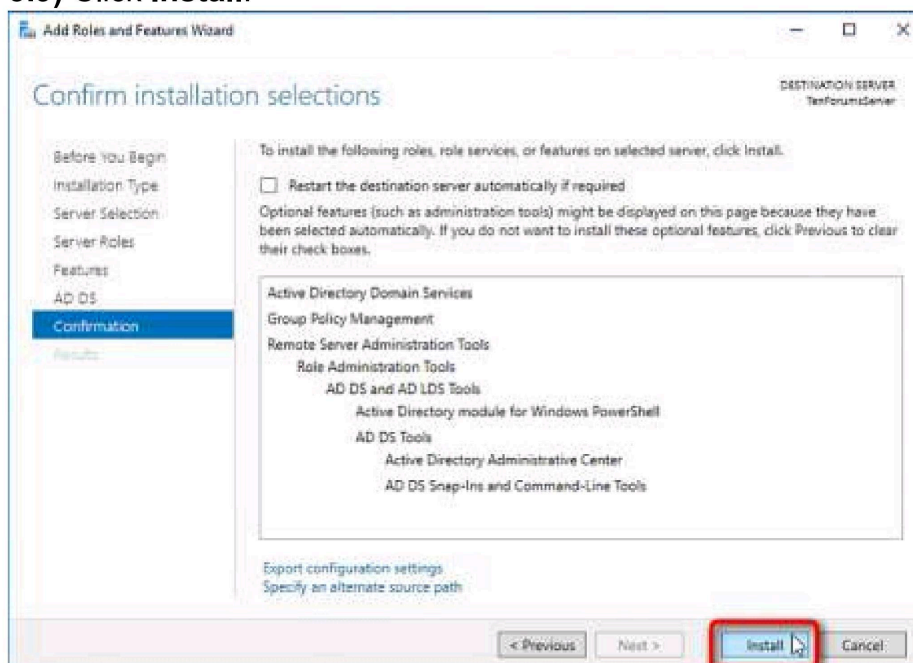 Click Install.
Add Roles and Features Wizard
Confirm installation selections
DESTINATION SERVER
TenForumsServer
Before You Begin
Installation Type
Server Selection
Server Roles
Features
AD DS
Confirmation
Results
To install the following roles, role services, or features on selected server, click Install.
Restart the destination server automatically if required
Optional features (such as administration tools) might be displayed on this page because they have
been selected automatically. If you do not want to install these optional features, click Previous to clear
their check boxes.
Active Directory Domain Services
Group Policy Management
Remote Server Administration Tools
Role Administration Tools
AD DS and AD LDS Tools
Active Directory module for Windows PowerShell
AD DS Tools
Active Directory Administrative Center
AD DS Snap-Ins and Command-Line Tools
Export configuration settings
Specify an alternate source path
< Previous
Next >
Install
Cancel